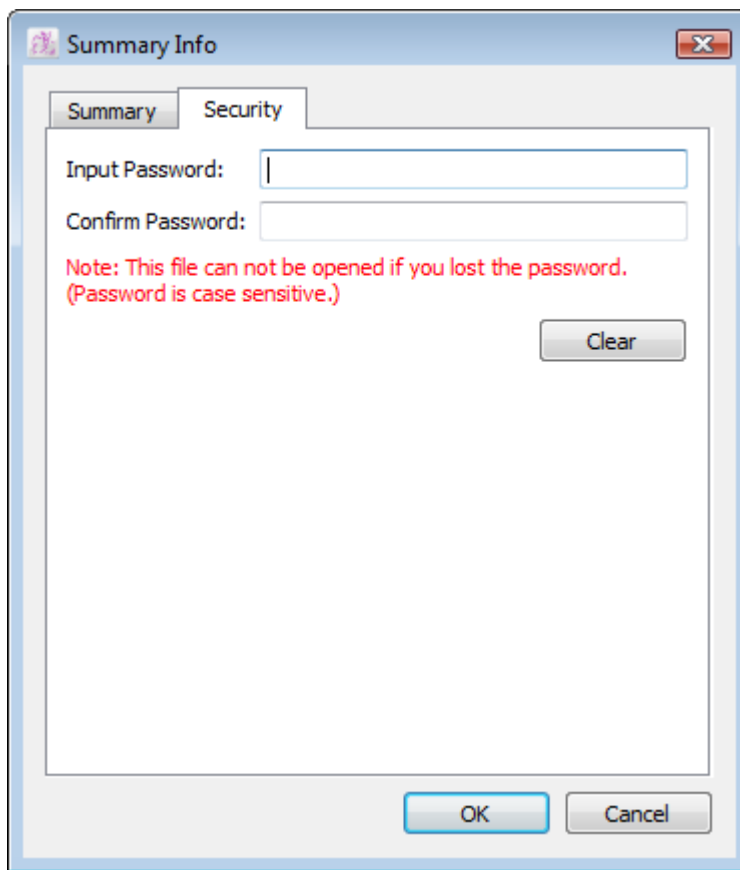 Summary Info
Summary
Security
Input Password:
Confirm Password:
Note: This file can not be opened if you lost the password.
(Password is case sensitive.)
Clear
OK
Cancel